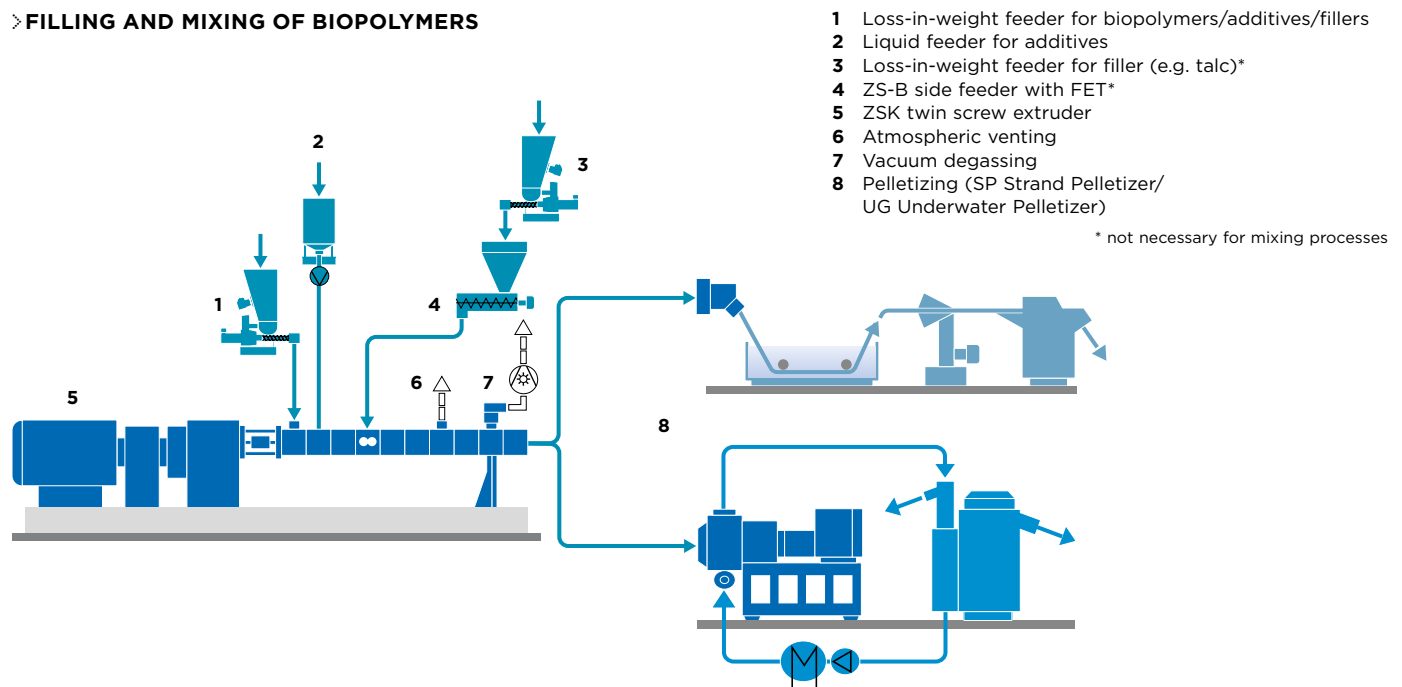 FILLING AND MIXING OF BIOPOLYMERS
1 Loss-in-weight feeder for biopolymers/additives/fillers
2 Liquid feeder for additives
3 Loss-in-weight feeder for filler (e.g. talc)*
4 ZS-B side feeder with FET*
5 ZSK twin screw extruder
6 Atmospheric venting
7 Vacuum degassing
8 Pelletizing (SP Strand Pelletizer/
UG Underwater Pelletizer)
* not necessary for mixing processes
2
3
1
4
6
7
5
8
M